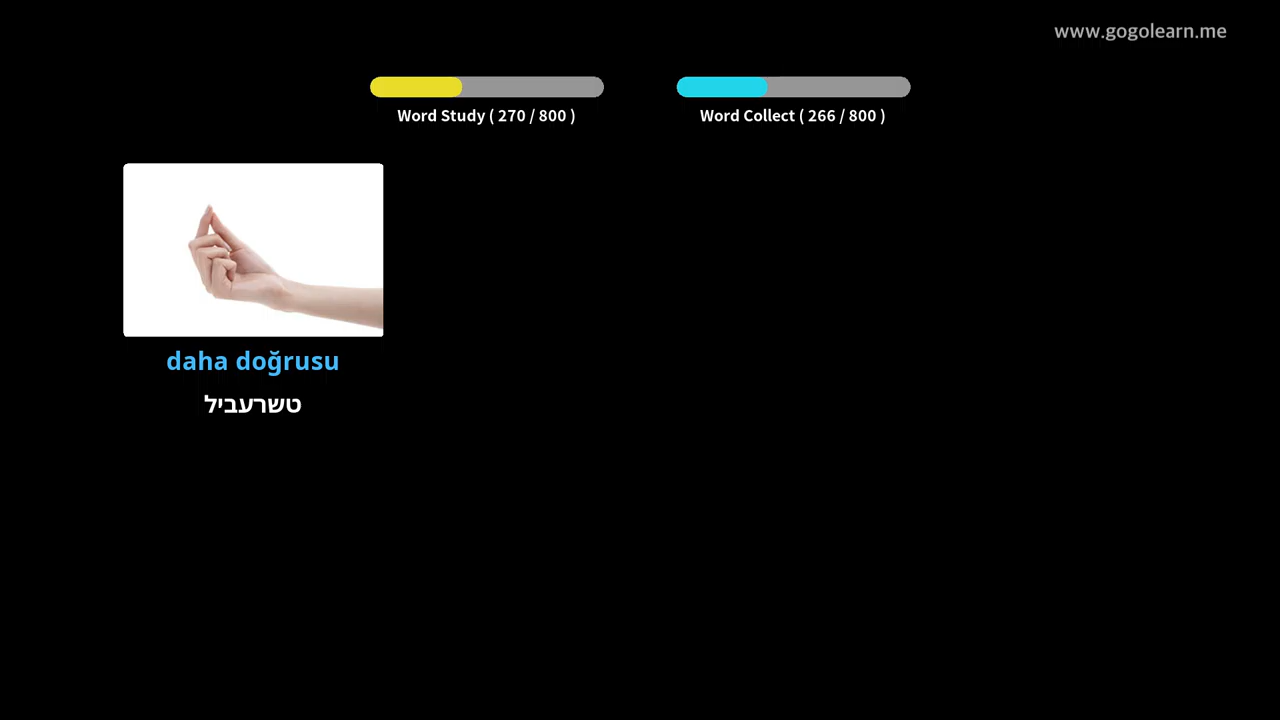 www.gogolearn.me
Word Study ( 270 / 800 )
Word Collect ( 266 / 800 )
daha doğrusu
טשרעביל